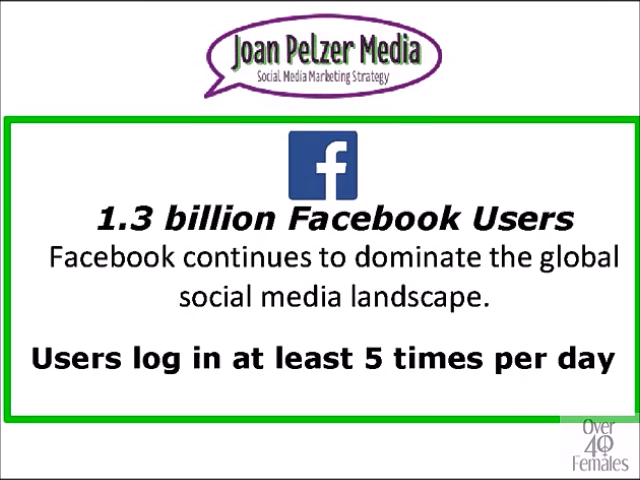 Joan Pelzer Media
Social Media Marketing Strategy
f
1.3 billion Facebook Users
Facebook continues to dominate the global
social media landscape.
Users log in at least 5 times per day
Over
40
Females